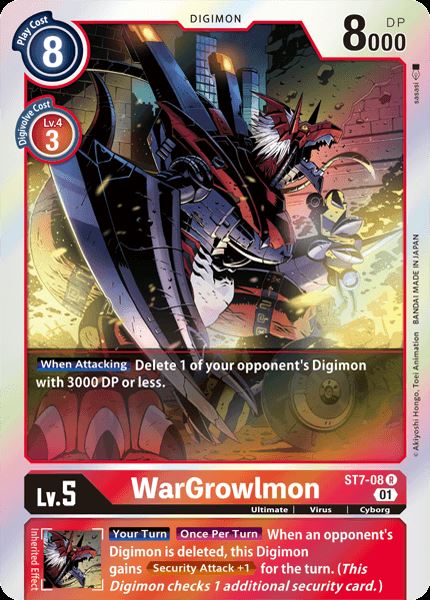 Play Cost
8
DIGIMON
8000
DP
Digivolve Cost
Lv.4
3
sasasi
© Akiyoshi Hongo, Toei Animation BANDAI MADE IN JAPAN
When Attacking Delete 1 of your opponent's Digimon
with 3000 DP or less.
Lv.5
WarGrowlmon
ST7-08 R
01
Ultimate | Virus | Cyborg
Inherited Effect
Your Turn Once Per Turn When an opponent's
Digimon is deleted, this Digimon
gains Security Attack +1 for the turn. (This
Digimon checks 1 additional security card.)